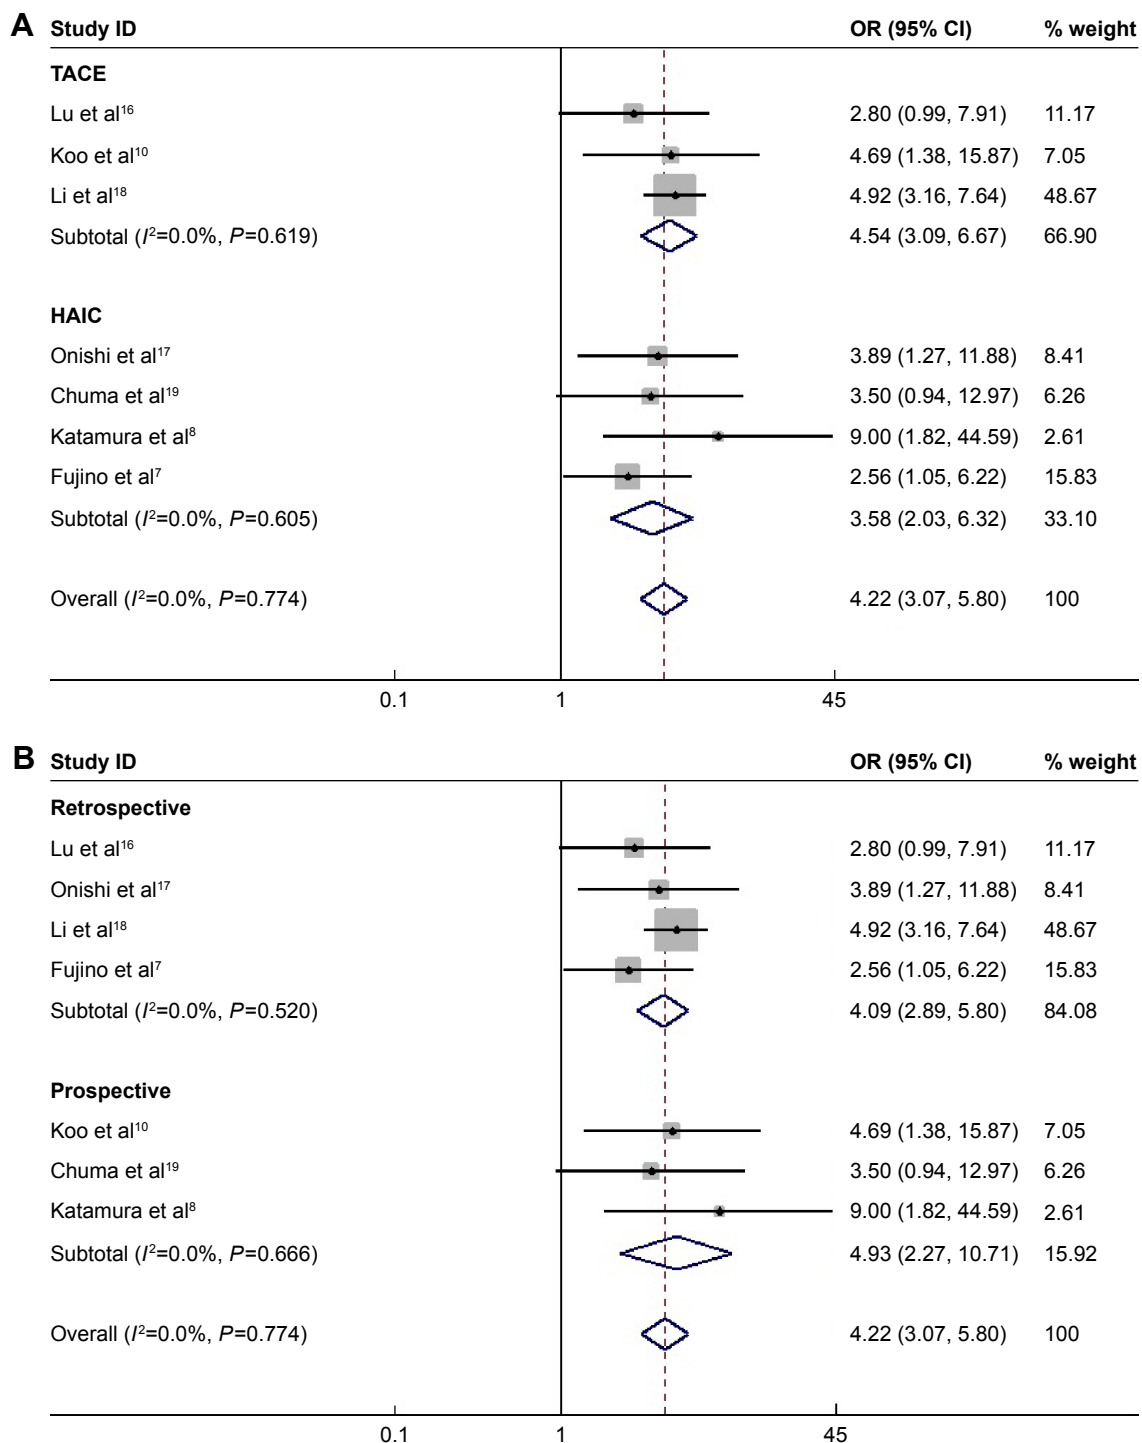 A Study ID OR (95% CI) % weight
TACE
Lu et al16 2.80 (0.99, 7.91) 11.17
Koo et al10 4.69 (1.38, 15.87) 7.05
Li et al18 4.92 (3.16, 7.64) 48.67
Subtotal (I2=0.0%, P=0.619) 4.54 (3.09, 6.67) 66.90
HAIC
Onishi et al17 3.89 (1.27, 11.88) 8.41
Chuma et al19 3.50 (0.94, 12.97) 6.26
Katamura et al8 9.00 (1.82, 44.59) 2.61
Fujino et al7 2.56 (1.05, 6.22) 15.83
Subtotal (I2=0.0%, P=0.605) 3.58 (2.03, 6.32) 33.10
Overall (I2=0.0%, P=0.774) 4.22 (3.07, 5.80) 100
0.1 1 45
B Study ID OR (95% CI) % weight
Retrospective
Lu et al16 2.80 (0.99, 7.91) 11.17
Onishi et al17 3.89 (1.27, 11.88) 8.41
Li et al18 4.92 (3.16, 7.64) 48.67
Fujino et al7 2.56 (1.05, 6.22) 15.83
Subtotal (I2=0.0%, P=0.520) 4.09 (2.89, 5.80) 84.08
Prospective
Koo et al10 4.69 (1.38, 15.87) 7.05
Chuma et al19 3.50 (0.94, 12.97) 6.26
Katamura et al8 9.00 (1.82, 44.59) 2.61
Subtotal (I2=0.0%, P=0.666) 4.93 (2.27, 10.71) 15.92
Overall (I2=0.0%, P=0.774) 4.22 (3.07, 5.80) 100
0.1 1 45